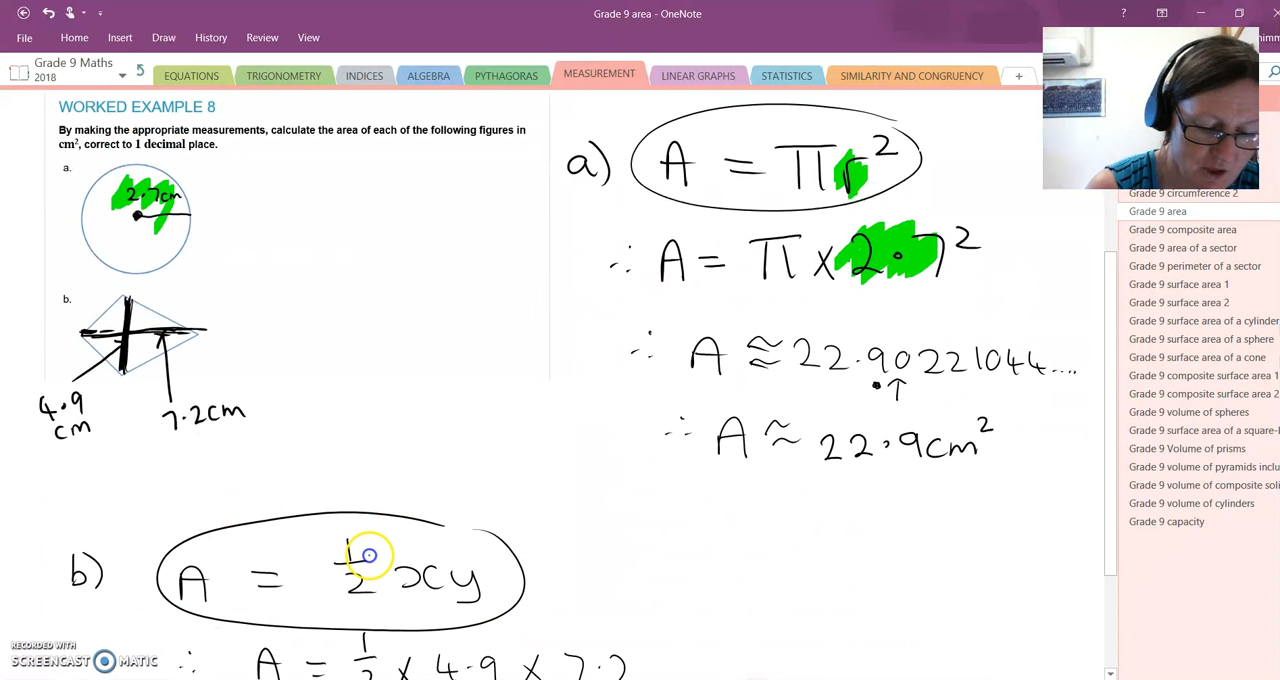 Grade 9 area - OneNote
?
File Home Insert Draw History Review View
Grade 9 Maths
2018
EQUATIONS TRIGONOMETRY INDICES ALGEBRA PYTHAGORAS MEASUREMENT LINEAR GRAPHS STATISTICS SIMILARITY AND CONGRUENCY +
WORKED EXAMPLE 8
By making the appropriate measurements, calculate the area of each of the following figures in
cm², correct to 1 decimal place.
a.
2.7cm
b.
4.9
cm
7.2cm
a) A = πr²
∴ A = π × 2.7²
∴ A ≈ 22.90221044....
∴ A ≈ 22.9cm²
b) A = 1/2 xy
∴ A = 1/2 × 4.9 × 7.2
Grade 9 circumference 2
Grade 9 area
Grade 9 composite area
Grade 9 area of a sector
Grade 9 perimeter of a sector
Grade 9 surface area 1
Grade 9 surface area 2
Grade 9 surface area of a cylinder
Grade 9 surface area of a sphere
Grade 9 surface area of a cone
Grade 9 composite surface area 1
Grade 9 composite surface area 2
Grade 9 volume of spheres
Grade 9 surface area of a square-
Grade 9 Volume of prisms
Grade 9 volume of pyramids inclu
Grade 9 volume of composite soli
Grade 9 volume of cylinders
Grade 9 capacity
RECORDED WITH
SCREENCAST MATIC